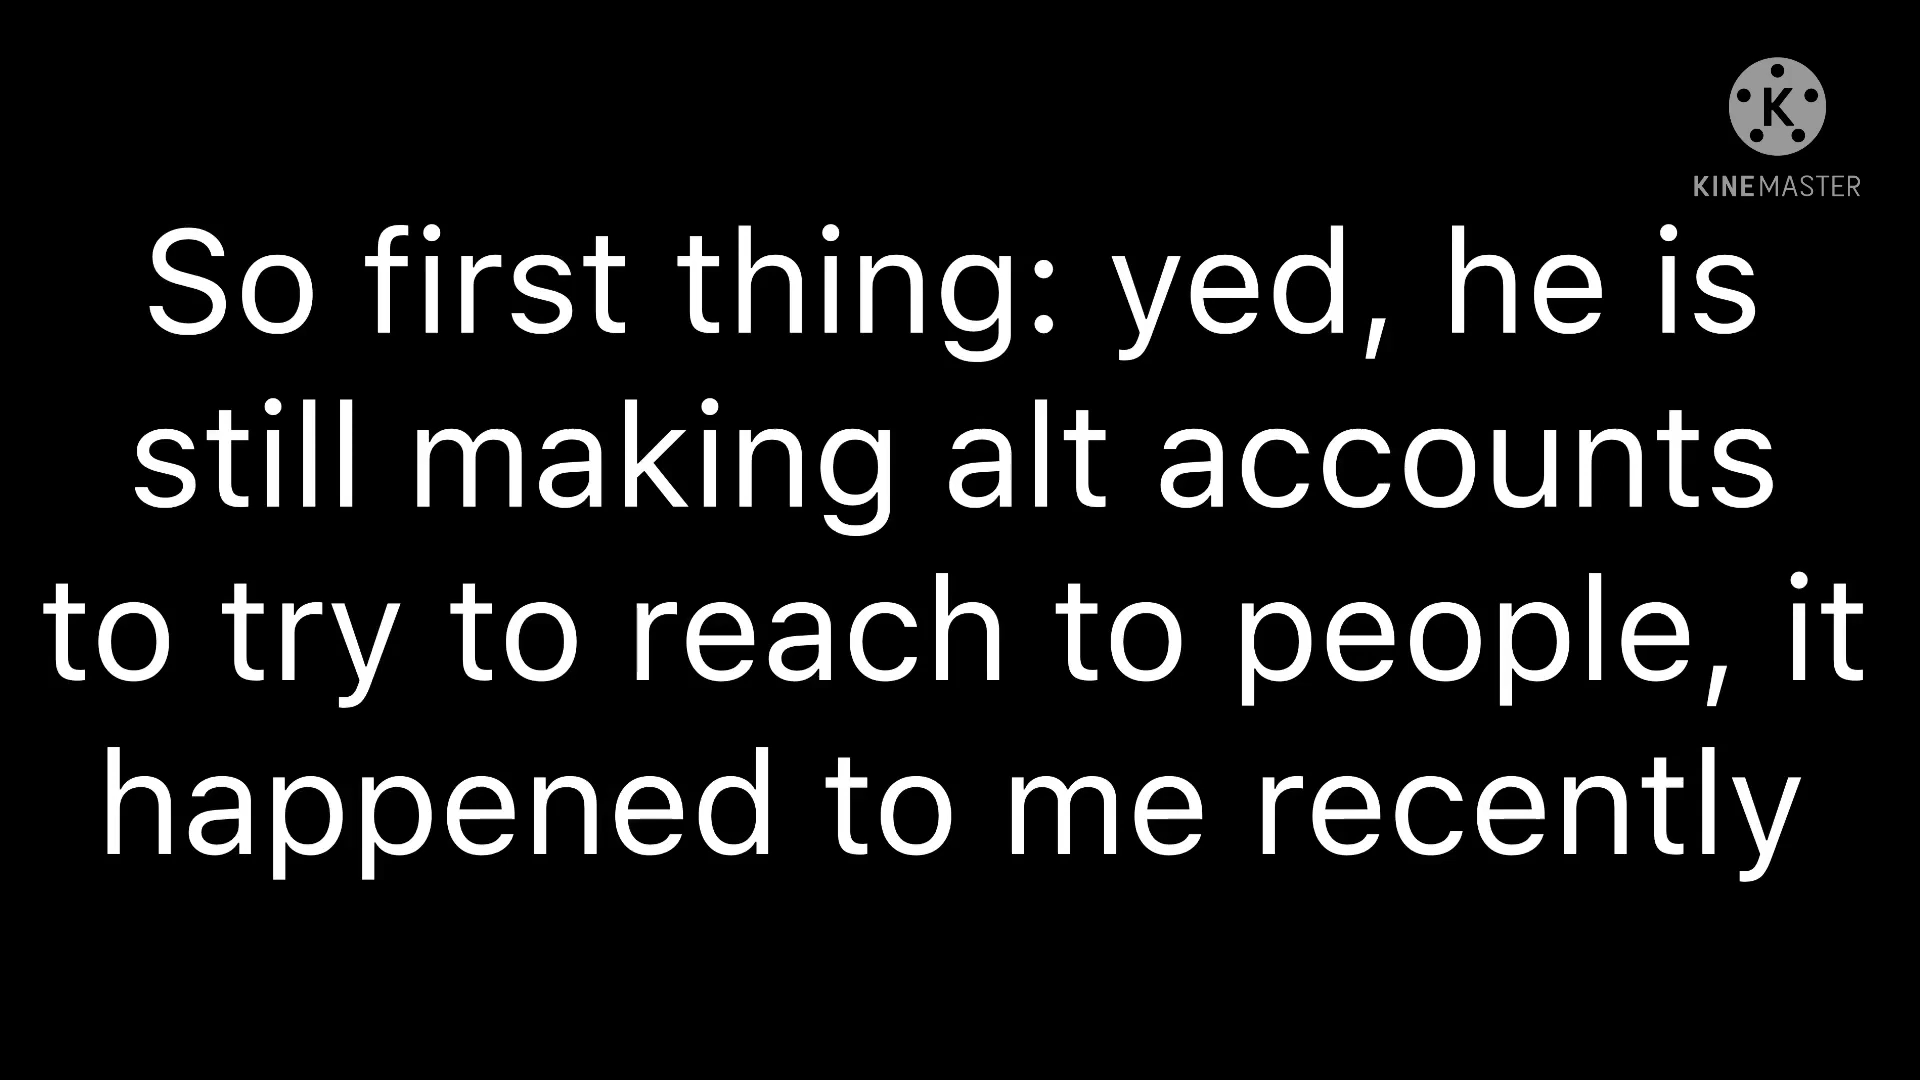 K
KINEMASTER
So first thing: yed, he is
still making alt accounts
to try to reach to people, it
happened to me recently